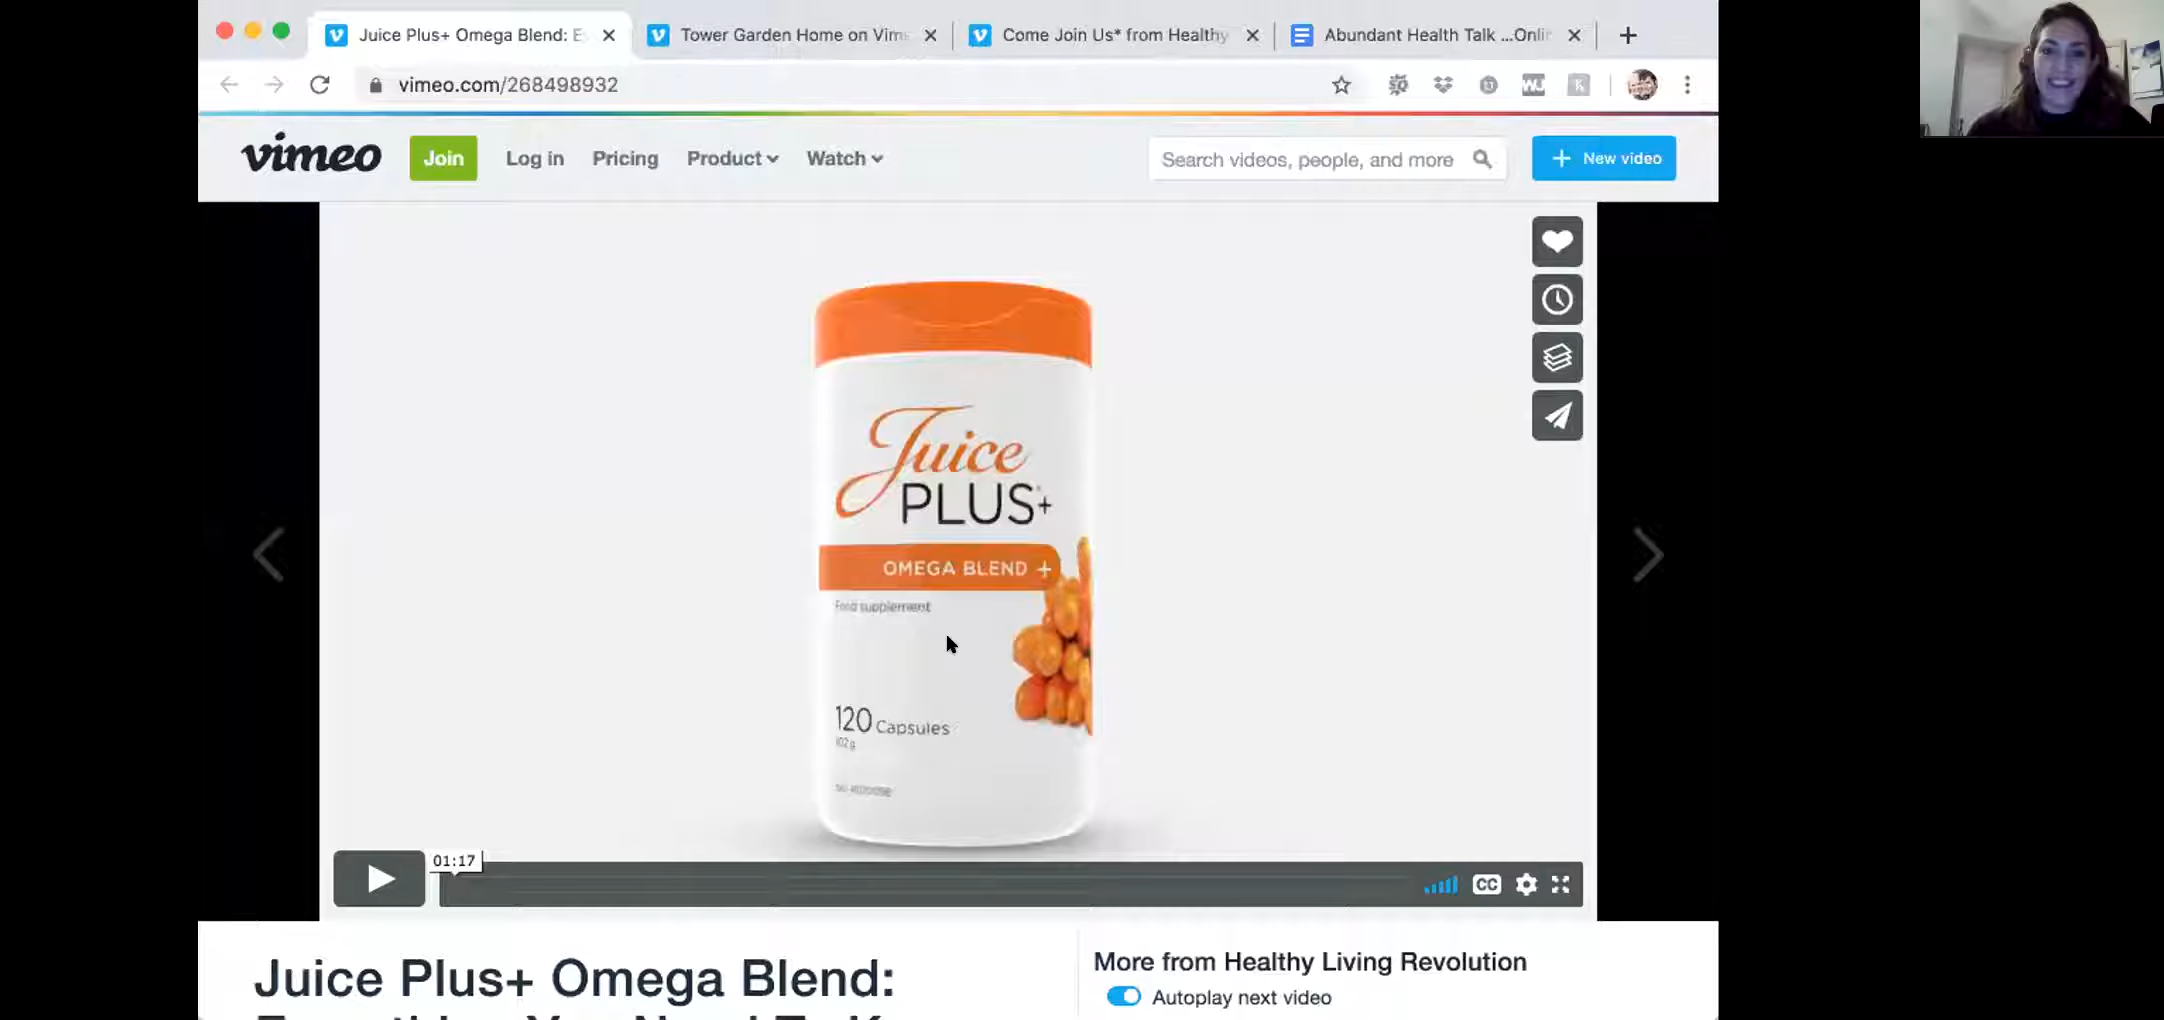 Juice Plus+ Omega Blend: E
Tower Garden Home on Vim
Come Join Us* from Healthy
Abundant Health Talk ...Onlin
vimeo.com/268498932
vimeo
Join
Log in
Pricing
Product
Watch
Search videos, people, and more
New video
Juice
PLUS+
OMEGA BLEND +
Food supplement
120 Capsules
102g
01:17
CC
Juice Plus+ Omega Blend:
More from Healthy Living Revolution
Autoplay next video